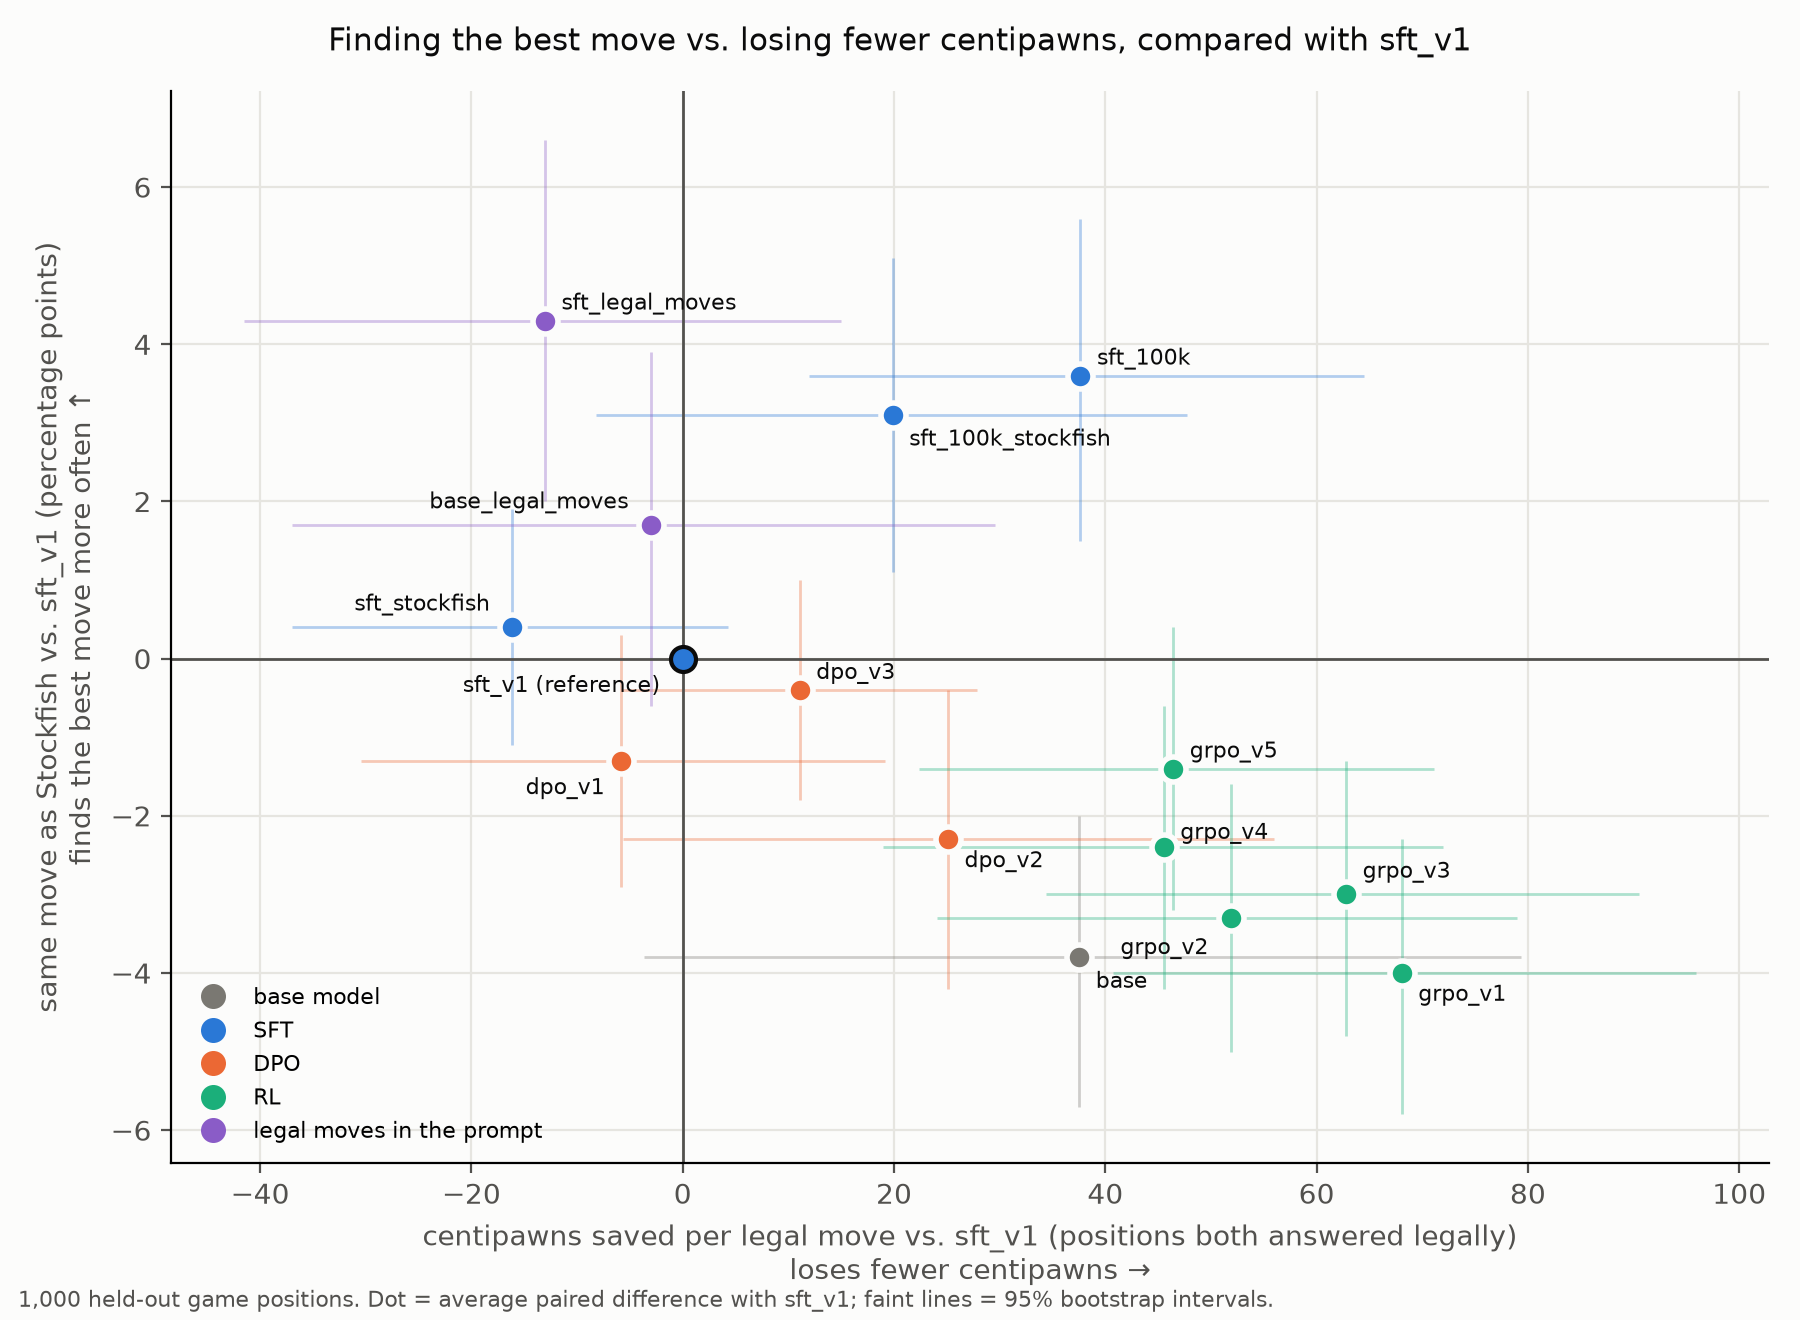 Finding the best move vs. losing fewer centipawns, compared with sft_v1
same move as Stockfish vs. sft_v1 (percentage points)
finds the best move more often ↑
6
4
2
0
−2
−4
−6
sft_legal_moves
sft_100k
sft_100k_stockfish
base_legal_moves
sft_stockfish
sft_v1 (reference)
dpo_v3
dpo_v1
grpo_v5
grpo_v4
dpo_v2
grpo_v3
grpo_v2
base
grpo_v1
base model
SFT
DPO
RL
legal moves in the prompt
−40
−20
0
20
40
60
80
100
centipawns saved per legal move vs. sft_v1 (positions both answered legally)
loses fewer centipawns →
1,000 held-out game positions. Dot = average paired difference with sft_v1; faint lines = 95% bootstrap intervals.